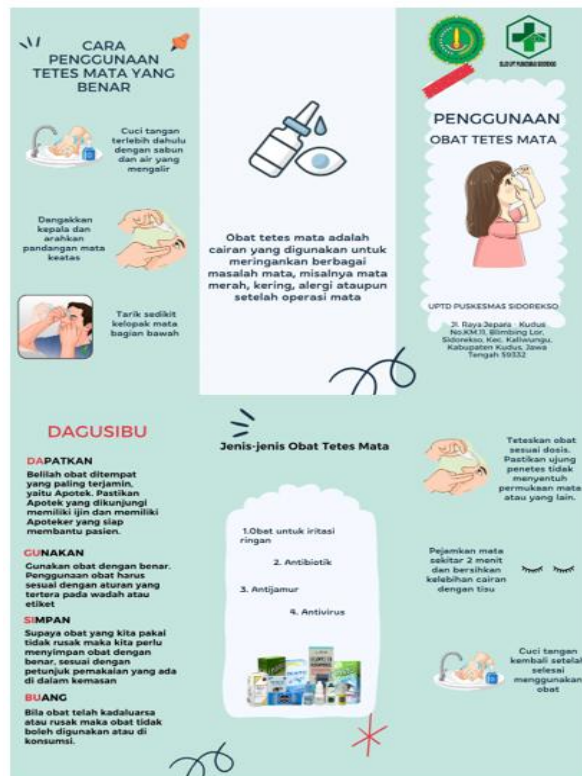 CARA
PENGGUNAAN
TETES MATA YANG
BENAR
Cuci tangan
terlebih dahulu
dengan sabun
dan air yang
mengalir
Dangakkan
kepala dan
arahkan
pandangan mata
keatas
Tarik sedikit
kelopak mata
bagian bawah
Obat tetes mata adalah
cairan yang digunakan untuk
meringankan berbagai
masalah mata, misalnya mata
merah, kering, alergi ataupun
setelah operasi mata
PENGGUNAAN
OBAT TETES MATA
UPTD PUSKESMAS SIDOREKSO
Jl. Raya Jepara - Kudus
No.KM.11, Blimbing Lor,
Sidorekso, Kec. Kaliwungu,
Kabupaten Kudus, Jawa
Tengah 59332
DAGUSIBU
DAPATKAN
Belilah obat ditempat
yang paling terjamin,
yaitu Apotek. Pastikan
Apotek yang dikunjungi
memiliki ijin dan memiliki
Apoteker yang siap
membantu pasien.
GUNAKAN
Gunakan obat dengan benar.
Penggunaan obat harus
sesuai dengan aturan yang
tertera pada wadah atau
etiket
SIMPAN
Supaya obat yang kita pakai
tidak rusak maka kita perlu
menyimpan obat dengan
benar, sesuai dengan
petunjuk pemakaian yang ada
di dalam kemasan
BUANG
Bila obat telah kadaluarsa
atau rusak maka obat tidak
boleh digunakan atau di
konsumsi.
Jenis-jenis Obat Tetes Mata
1.Obat untuk iritasi
ringan
2. Antibiotik
3. Antijamur
4. Antivirus
Teteskan obat
sesuai dosis.
Pastikan ujung
penetes tidak
menyentuh
permukaan mata
atau yang lain.
Pejamkan mata
sekitar 2 menit
dan bersihkan
kelebihan cairan
dengan tisu
Cuci tangan
kembali setelah
selesai
menggunakan
obat